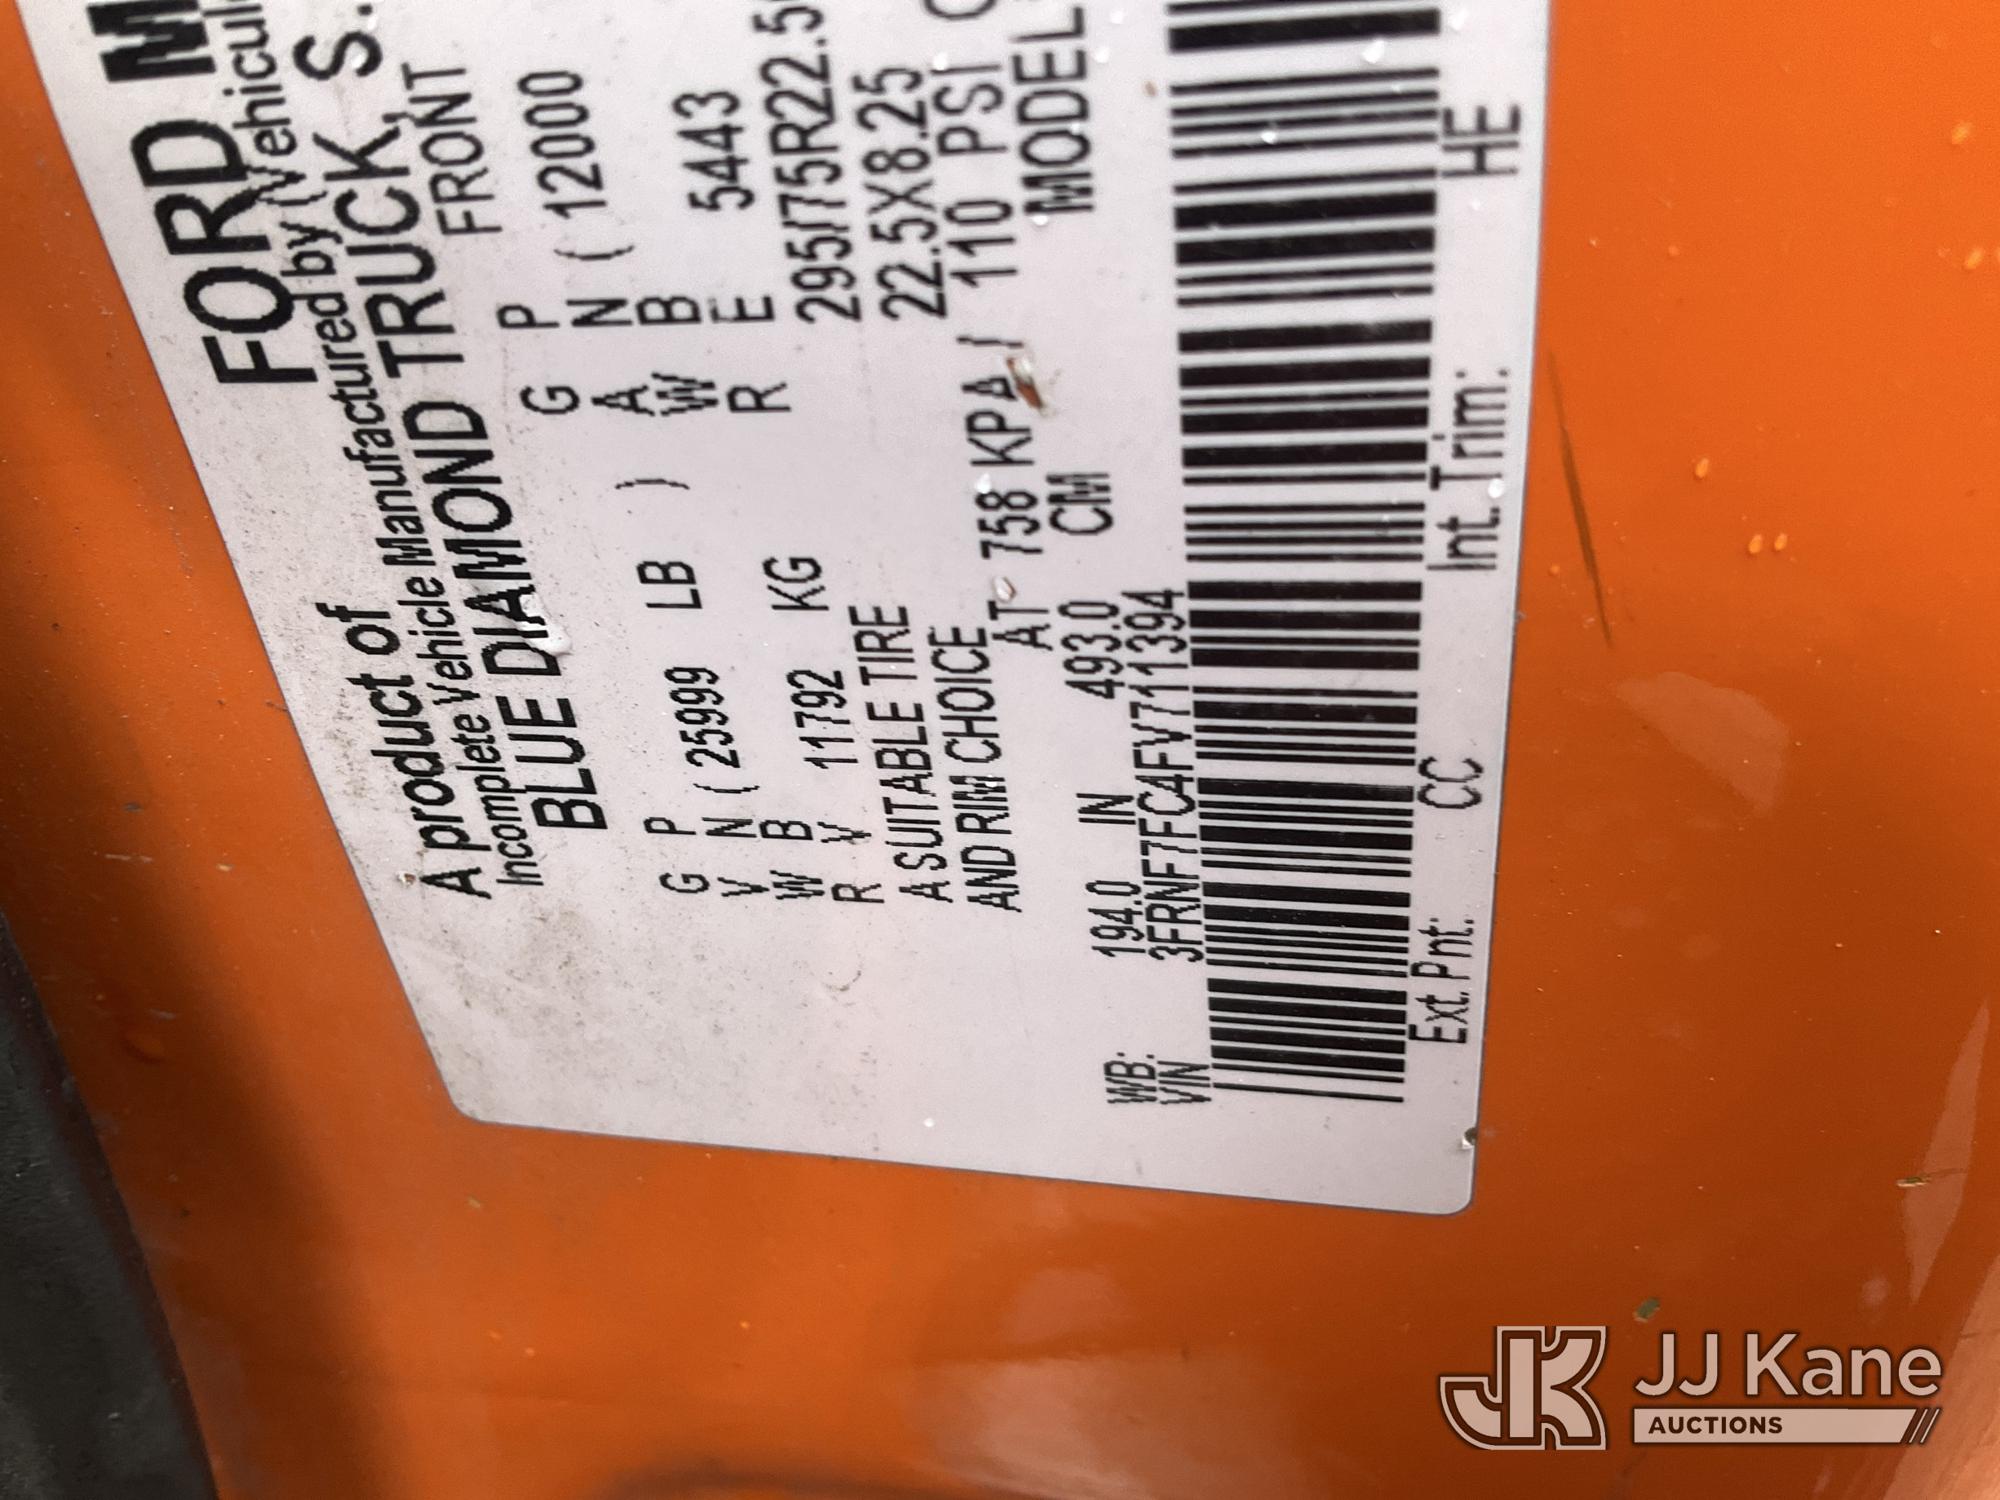 A product of FORD M
Incomplete Vehicle Manufactured by (Vehicul
BLUE DIAMOND TRUCK, S.
FRONT
G P G P
V N ( 25999 LB ) A N ( 12000
W B W B
R V 11792 KG R E 5443
A SUITABLE TIRE 295/75R22.5
AND RIM CHOICE 22.5X8.25
AT 758 KPA / 110 PSI
WB: 194.0 IN 493.0 CM MODEL
VIN 3FRNF7FC4FV711394
Ext. Pnt: CC Int. Trim: HE
JK JJ Kane
AUCTIONS